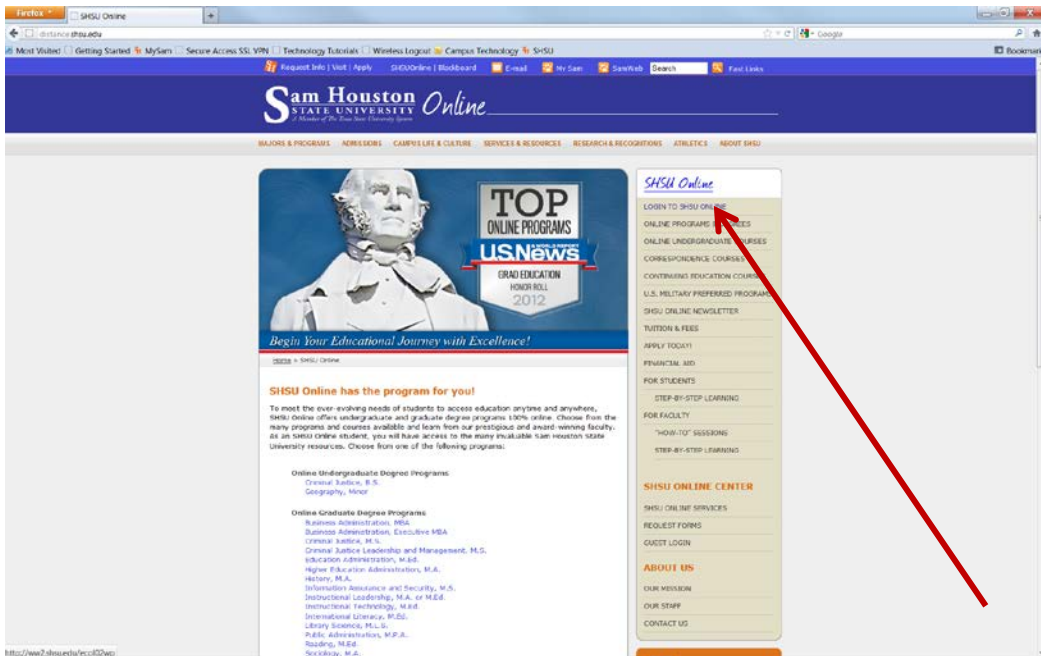 Firefox
SHSU Online
+
distance.shsu.edu
Google
Most Visited Getting Started MySam Secure Access SSL VPN Technology Tutorials Wireless Logout Campus Technology SHSU
Bookmar
Request Info | Visit | Apply SHSUOnline | Blackboard E-mail My Sam SamWeb Search Fast Links
Sam Houston
STATE UNIVERSITY
A Member of The Texas State University System
Online
MAJORS & PROGRAMS ADMISSIONS CAMPUS LIFE & CULTURE SERVICES & RESOURCES RESEARCH & RECOGNITIONS ATHLETICS ABOUT SHSU
TOP
ONLINE PROGRAMS
A WORLD REPORT
U.S.News
GRAD EDUCATION
HONOR ROLL
2012
Begin Your Educational Journey with Excellence!
Home » SHSU Online
SHSU Online has the program for you!
To meet the ever-evolving needs of students to access education anytime and anywhere,
SHSU Online offers undergraduate and graduate degree programs 100% online. Choose from the
many programs and courses available and learn from our prestigious and award-winning faculty.
As an SHSU Online student, you will have access to the many invaluable Sam Houston State
University resources. Choose from one of the following programs:
Online Undergraduate Degree Programs
Criminal Justice, B.S.
Geography, Minor
Online Graduate Degree Programs
Business Administration, MBA
Business Administration, Executive MBA
Criminal Justice, M.S.
Criminal Justice Leadership and Management, M.S.
Education Administration, M.Ed.
Higher Education Administration, M.A.
History, M.A.
Information Assurance and Security, M.S.
Instructional Leadership, M.A. or M.Ed.
Instructional Technology, M.Ed.
International Literacy, M.Ed.
Library Science, M.L.S.
Public Administration, M.P.A.
Reading, M.Ed.
Sociology, M.A.
SHSU Online
LOGIN TO SHSU ONLINE
ONLINE PROGRAMS DEGREES
ONLINE UNDERGRADUATE COURSES
CORRESPONDENCE COURSES
CONTINUING EDUCATION COURSES
U.S. MILITARY PREFERRED PROGRAMS
SHSU ONLINE NEWSLETTER
TUITION & FEES
APPLY TODAY!
FINANCIAL AID
FOR STUDENTS
STEP-BY-STEP LEARNING
FOR FACULTY
"HOW-TO" SESSIONS
STEP-BY-STEP LEARNING
SHSU ONLINE CENTER
SHSU ONLINE SERVICES
REQUEST FORMS
GUEST LOGIN
ABOUT US
OUR MISSION
OUR STAFF
CONTACT US